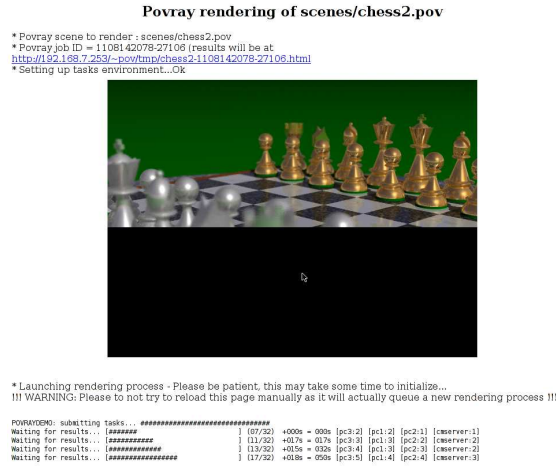 Povray rendering of scenes/chess2.pov
* Povray scene to render : scenes/chess2.pov
* Povray job ID = 1108142078-27106 (results will be at
http://192.168.7.253/~pov/tmp/chess2-1108142078-27106.html
* Setting up tasks environment...Ok
* Launching rendering process - Please be patient, this may take some time to initialize...
!!! WARNING: Please to not try to reload this page manually as it will actually queue a new rendering process !!!
POVRAYDEMO: submitting tasks... ################################
Waiting for results... [####### ] (07/32) +000s = 000s [pc3:2] [pc1:2] [pc2:1] [cmserver:1]
Waiting for results... [########### ] (11/32) +017s = 017s [pc3:3] [pc1:3] [pc2:2] [cmserver:2]
Waiting for results... [############# ] (13/32) +015s = 032s [pc3:4] [pc1:3] [pc2:3] [cmserver:2]
Waiting for results... [################# ] (17/32) +018s = 050s [pc3:5] [pc1:4] [pc2:4] [cmserver:3]